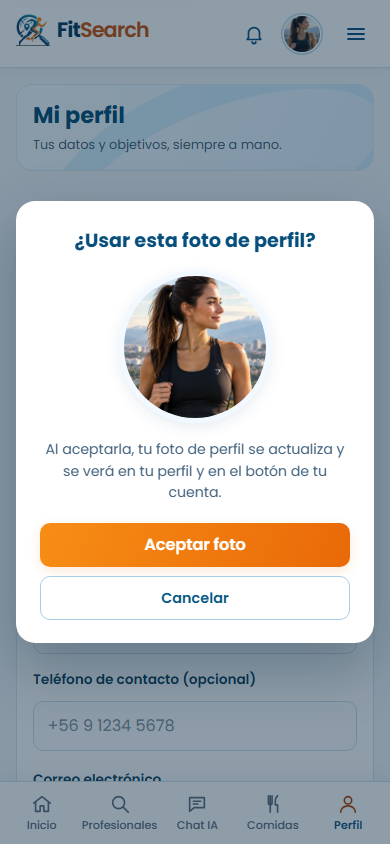 FitSearch
Mi perfil
Tus datos y objetivos, siempre a mano.
¿Usar esta foto de perfil?
Al aceptarla, tu foto de perfil se actualiza y
se verá en tu perfil y en el botón de tu
cuenta.
Aceptar foto
Cancelar
Teléfono de contacto (opcional)
+56 9 1234 5678
Correo electrónico
Inicio
Profesionales
Chat IA
Comidas
Perfil